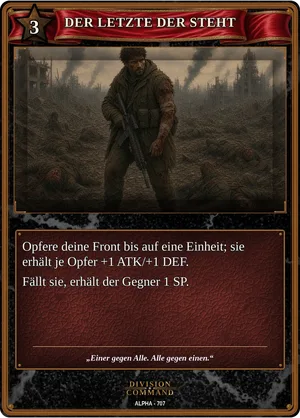 3
DER LETZTE DER STEHT
Opfere deine Front bis auf eine Einheit; sie
erhält je Opfer +1 ATK/+1 DEF.
Fällt sie, erhält der Gegner 1 SP.
„Einer gegen Alle. Alle gegen einen.“
DIVISION
COMMAND
ALPHA - 707